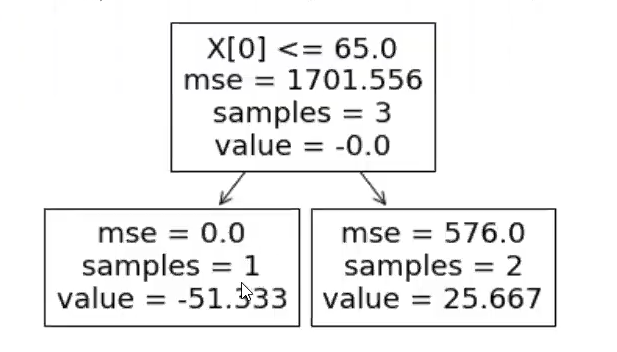 X[0] <= 65.0
mse = 1701.556
samples = 3
value = -0.0
mse = 0.0
samples = 1
value = -51.333
mse = 576.0
samples = 2
value = 25.667